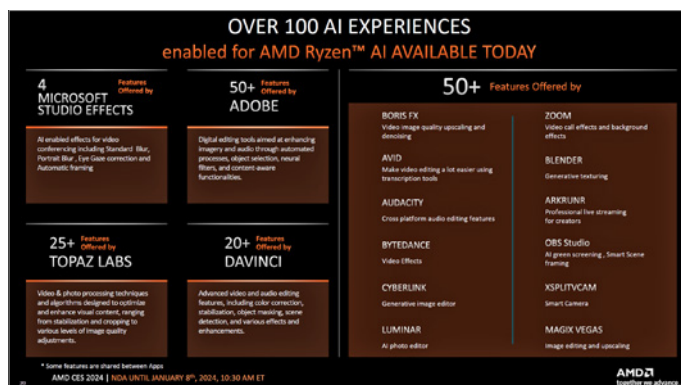 OVER 100 AI EXPERIENCES
enabled for AMD Ryzen™ AI AVAILABLE TODAY
4
Features
Offered by
MICROSOFT
STUDIO EFFECTS
AI enabled effects for video
conferencing including Standard Blur,
Portrait Blur, Eye Gaze correction and
Automatic framing
50+
Features
Offered by
ADOBE
Digital editing tools aimed at enhancing
imagery and audio through automated
processes, object selection, neural
filters, and content-aware
functionalities.
25+
Features
Offered by
TOPAZ LABS
Video & photo processing techniques
and algorithms designed to optimize
and enhance visual content, ranging
from stabilization and cropping to
various levels of image quality
adjustments.
20+
Features
Offered by
DAVINCI
Advanced video and audio editing
features, including color correction,
stabilization, object masking, scene
detection, and various effects and
enhancements.
50+ Features Offered by
BORIS FX
Video image quality upscaling and
denoising
AVID
Make video editing a lot easier using
transcription tools
AUDACITY
Cross platform audio editing features
BYTEDANCE
Video Effects
CYBERLINK
Generative image editor
LUMINAR
AI photo editor
ZOOM
Video call effects and background
effects
BLENDER
Generative texturing
ARKRUNR
Professional live streaming
for creators
OBS Studio
AI green screening, Smart Scene
framing
XSPLITVCAM
Smart Camera
MAGIX VEGAS
Image editing and upscaling
* Some features are shared between Apps
AMD CES 2024 | NDA UNTIL JANUARY 8th, 2024, 10:30 AM ET
AMD
together we advance